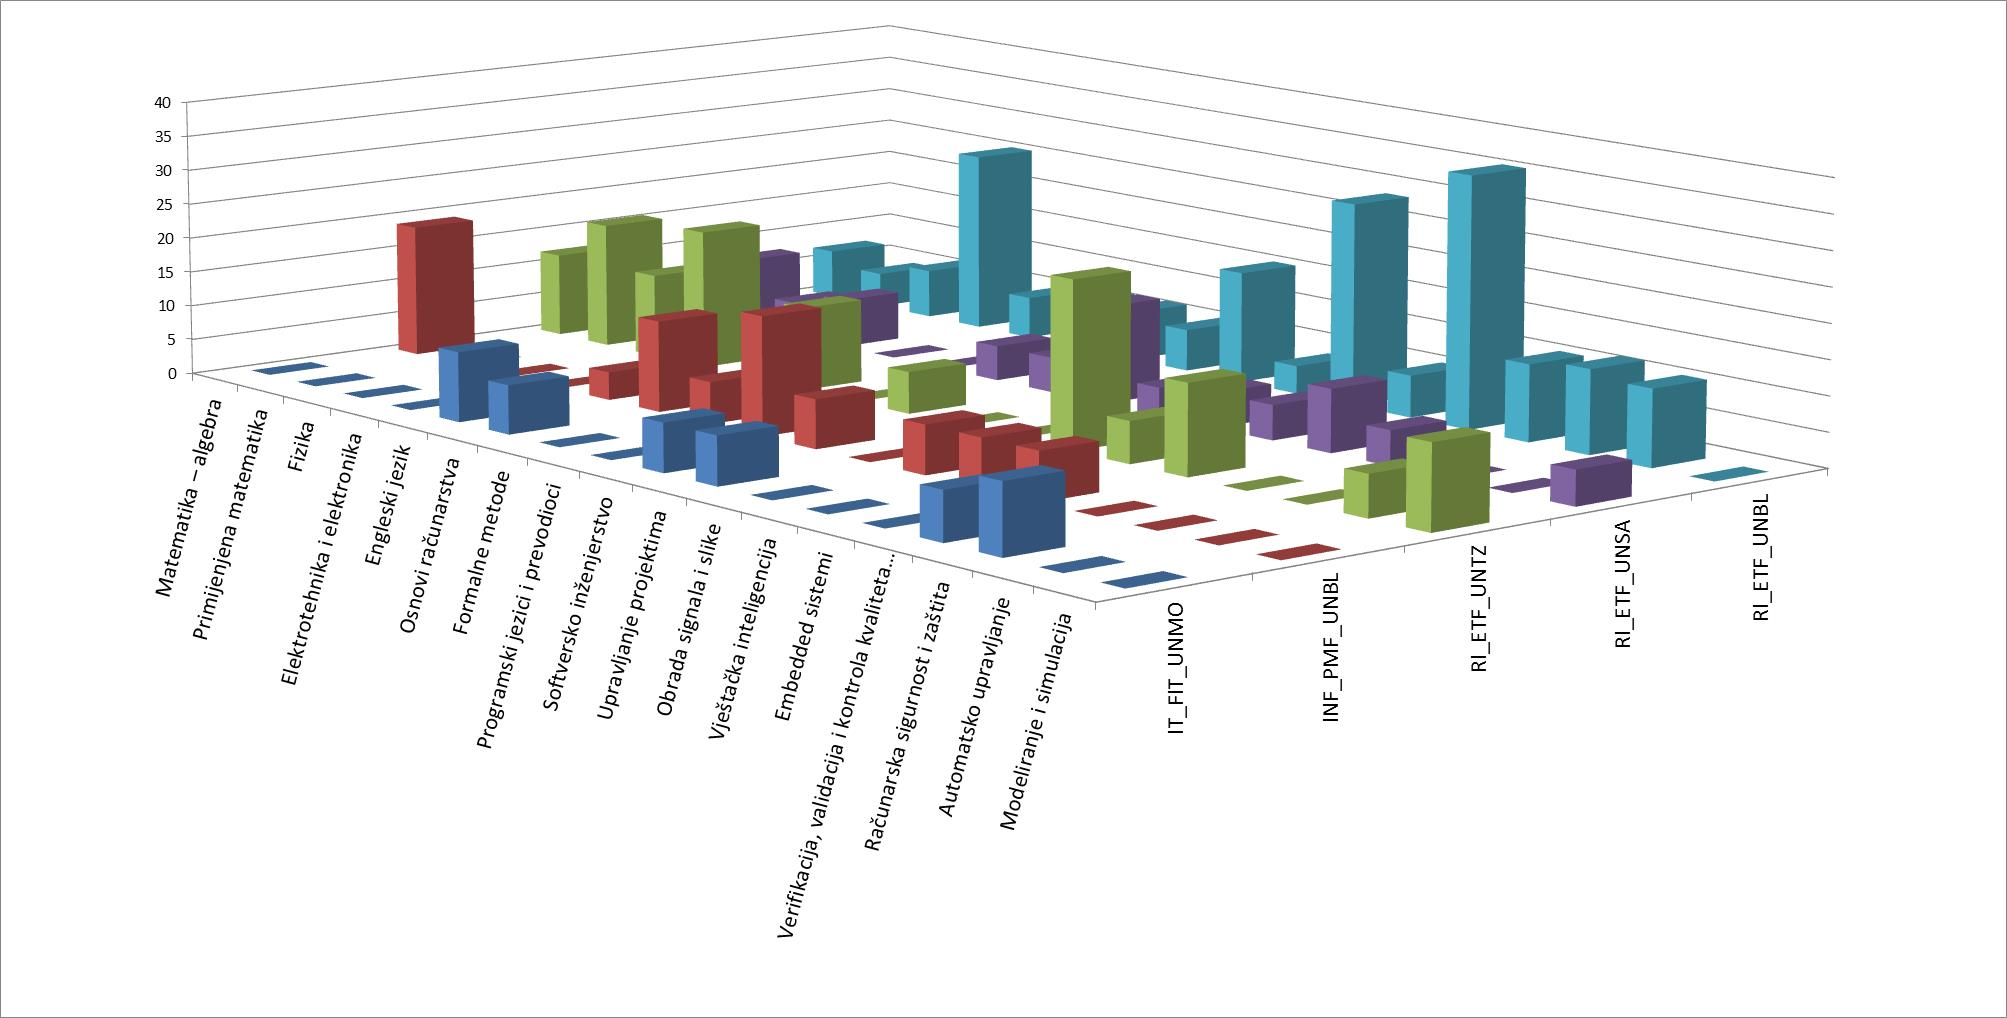 40
35
30
25
20
15
10
5
0
Matematika – algebra
Primijenjena matematika
Fizika
Elektrotehnika i elektronika
Engleski jezik
Osnovi računarstva
Formalne metode
Programski jezici i prevodioci
Softversko inženjerstvo
Upravljanje projektima
Obrada signala i slike
Vještačka inteligencija
Embedded sistemi
Verifikacija, validacija i kontrola kvaliteta...
Računarska sigurnost i zaštita
Automatsko upravljanje
Modeliranje i simulacija
IT_FIT_UNMO
INF_PMF_UNBL
RI_ETF_UNTZ
RI_ETF_UNSA
RI_ETF_UNBL